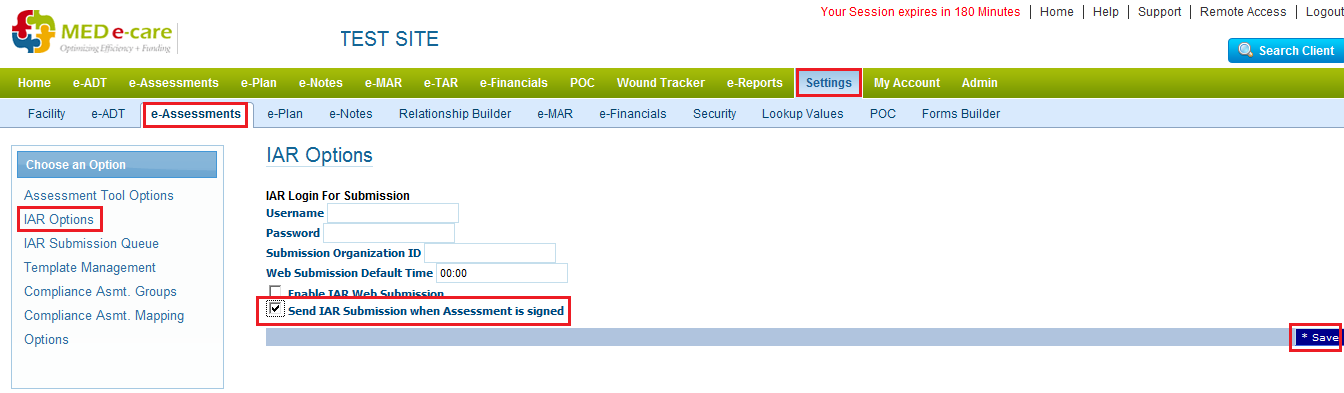 Your Session expires in 180 Minutes | Home | Help | Support | Remote Access | Logout
MED e-care
Optimizing Efficiency + Funding
TEST SITE
Search Client
Home e-ADT e-Assessments e-Plan e-Notes e-MAR e-TAR e-Financials POC Wound Tracker e-Reports Settings My Account Admin
Facility e-ADT e-Assessments e-Plan e-Notes Relationship Builder e-MAR e-Financials Security Lookup Values POC Forms Builder
Choose an Option
Assessment Tool Options
IAR Options
IAR Submission Queue
Template Management
Compliance Asmt. Groups
Compliance Asmt. Mapping
Options
IAR Options
IAR Login For Submission
Username
Password
Submission Organization ID
Web Submission Default Time 00:00
Enable IAR Web Submission
Send IAR Submission when Assessment is signed
* Save